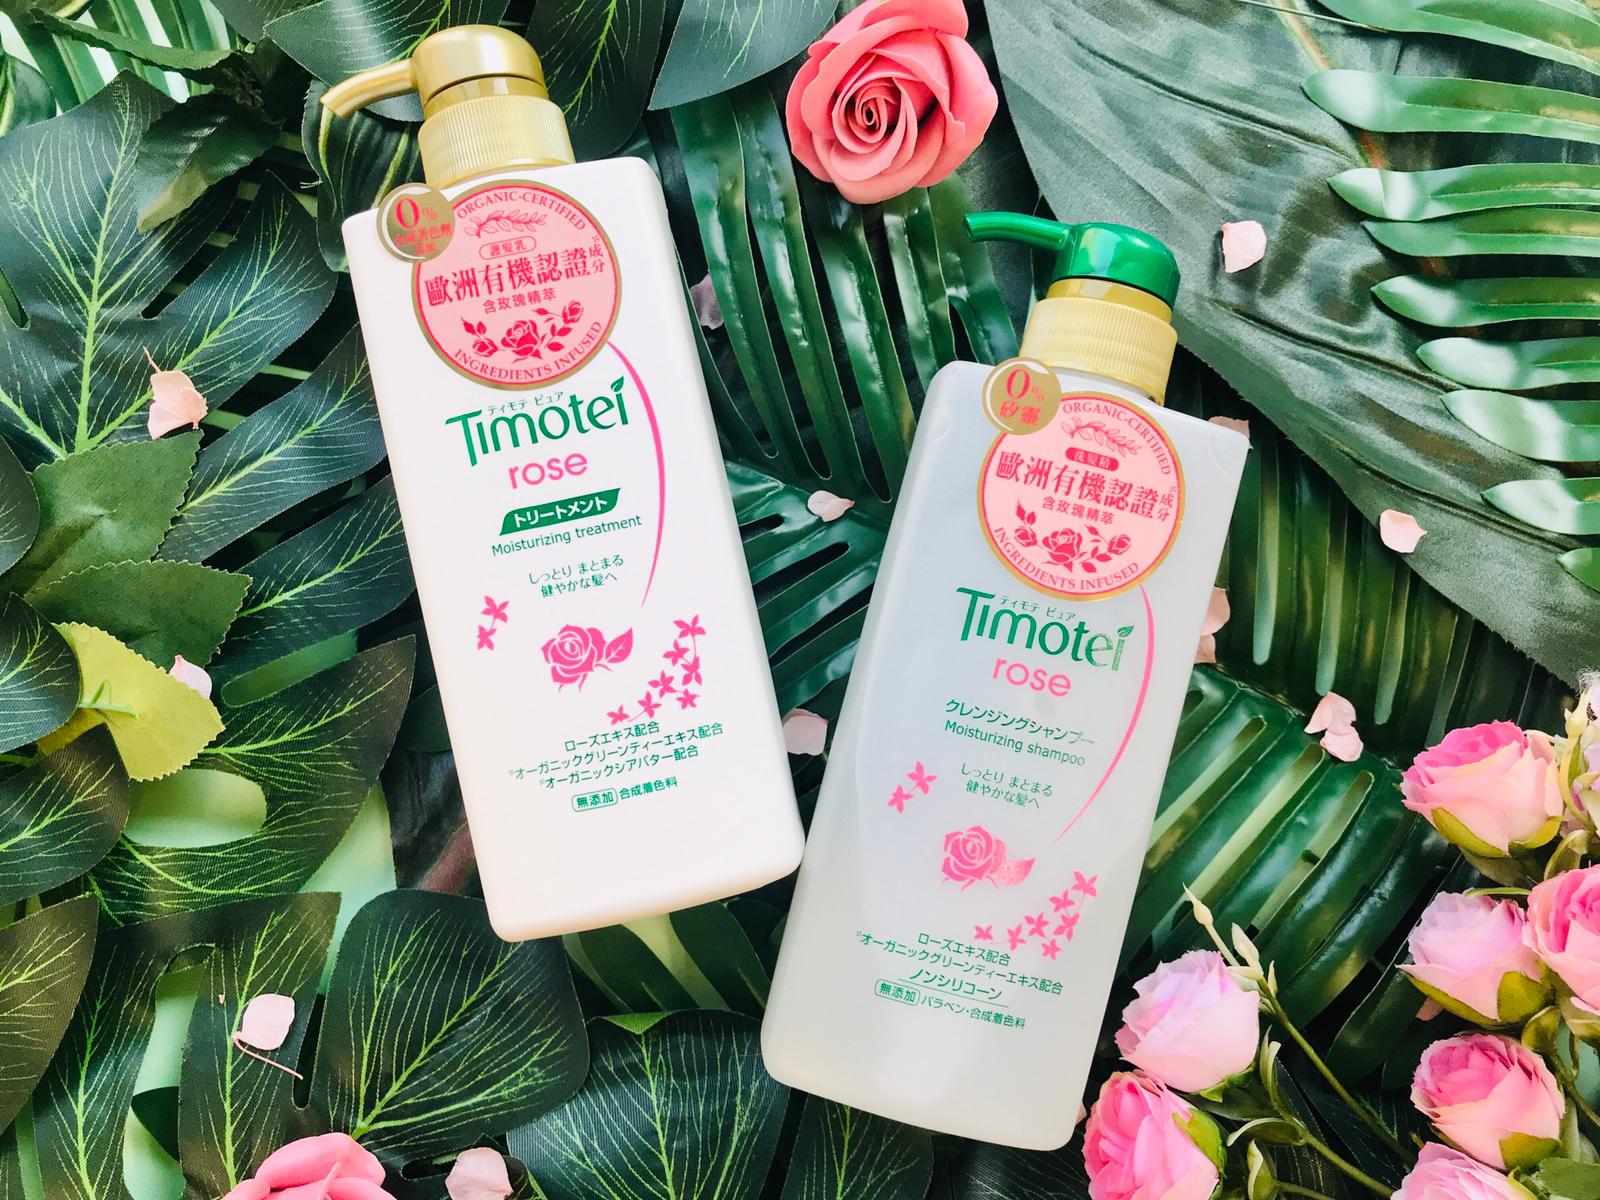 0%
合成著色劑
添加
ORGANIC-CERTIFIED
護髮乳
歐洲有機認證※成分
含玫瑰精萃
INGREDIENTS INFUSED
ティモテ ピュア
Timotei
rose
トリートメント
Moisturizing treatment
しっとり まとまる
健やかな髪へ
ローズエキス配合
※オーガニックグリーンティーエキス配合
※オーガニックシアバター配合
無添加 合成着色料
0%
矽靈
ORGANIC-CERTIFIED
洗髮精
歐洲有機認證※成分
含玫瑰精萃
INGREDIENTS INFUSED
ティモテ ピュア
Timotei
rose
クレンジングシャンプー
Moisturizing shampoo
しっとり まとまる
健やかな髪へ
ローズエキス配合
※オーガニックグリーンティーエキス配合
ノンシリコーン
無添加 パラベン・合成着色料